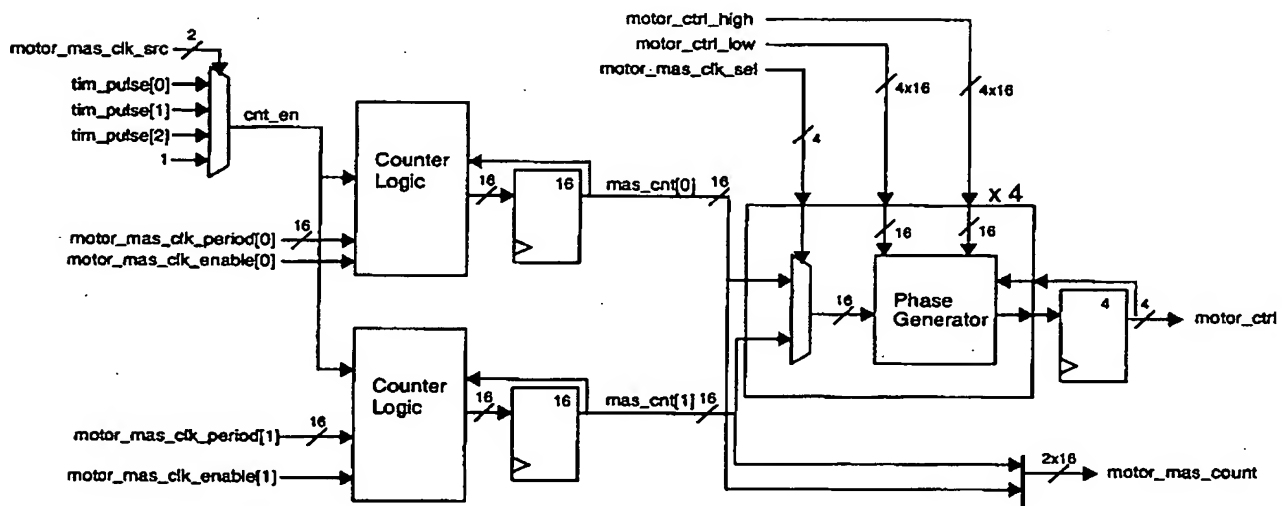 motor_ctrl_high
motor_ctrl_low
motor_mas_clk_sel
motor_mas_clk_src
2
tim_pulse[0]
tim_pulse[1]
tim_pulse[2]
1
cnt_en
4x16
4x16
4
Counter
Logic
16
16
mas_cnt[0]
16
x 4
motor_mas_clk_period[0]
16
motor_mas_clk_enable[0]
16
16
16
Phase
Generator
4
4
motor_ctrl
Counter
Logic
16
16
mas_cnt[1]
16
motor_mas_clk_period[1]
16
motor_mas_clk_enable[1]
2x16
motor_mas_count